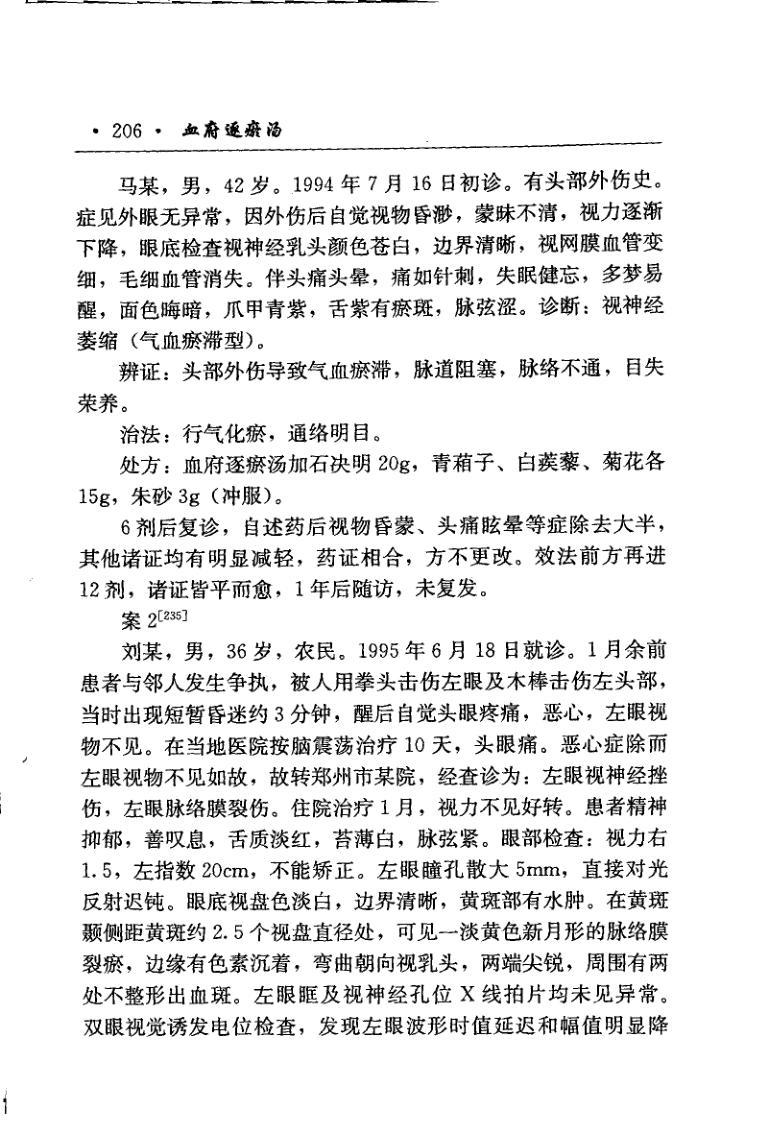 · 206 · 血府逐瘀汤
马某，男，42 岁。1994 年 7 月 16 日初诊。有头部外伤史。
症见外眼无异常，因外伤后自觉视物昏渺，蒙昧不清，视力逐渐
下降，眼底检查视神经乳头颜色苍白，边界清晰，视网膜血管变
细，毛细血管消失。伴头痛头晕，痛如针刺，失眠健忘，多梦易
醒，面色晦暗，爪甲青紫，舌紫有瘀斑，脉弦涩。诊断：视神经
萎缩（气血瘀滞型）。
辨证：头部外伤导致气血瘀滞，脉道阻塞，脉络不通，目失
荣养。
治法：行气化瘀，通络明目。
处方：血府逐瘀汤加石决明 20g，青葙子、白蒺藜、菊花各
15g，朱砂 3g（冲服）。
6 剂后复诊，自述药后视物昏蒙、头痛眩晕等症除去大半，
其他诸证均有明显减轻，药证相合，方不更改。效法前方再进
12 剂，诸证皆平而愈，1 年后随访，未复发。
案 2[235]
刘某，男，36 岁，农民。1995 年 6 月 18 日就诊。1 月余前
患者与邻人发生争执，被人用拳头击伤左眼及木棒击伤左头部，
当时出现短暂昏迷约 3 分钟，醒后自觉头眼疼痛，恶心，左眼视
物不见。在当地医院按脑震荡治疗 10 天，头眼痛。恶心症除而
左眼视物不见如故，故转郑州市某院，经查诊为：左眼视神经挫
伤，左眼脉络膜裂伤。住院治疗 1 月，视力不见好转。患者精神
抑郁，善叹息，舌质淡红，苔薄白，脉弦紧。眼部检查：视力右
1.5，左指数 20cm，不能矫正。左眼瞳孔散大 5mm，直接对光
反射迟钝。眼底视盘色淡白，边界清晰，黄斑部有水肿。在黄斑
颞侧距黄斑约 2.5 个视盘直径处，可见一淡黄色新月形的脉络膜
裂瘀，边缘有色素沉着，弯曲朝向视乳头，两端尖锐，周围有两
处不整形出血斑。左眼眶及视神经孔位 X 线拍片均未见异常。
双眼视觉诱发电位检查，发现左眼波形时值延迟和幅值明显降